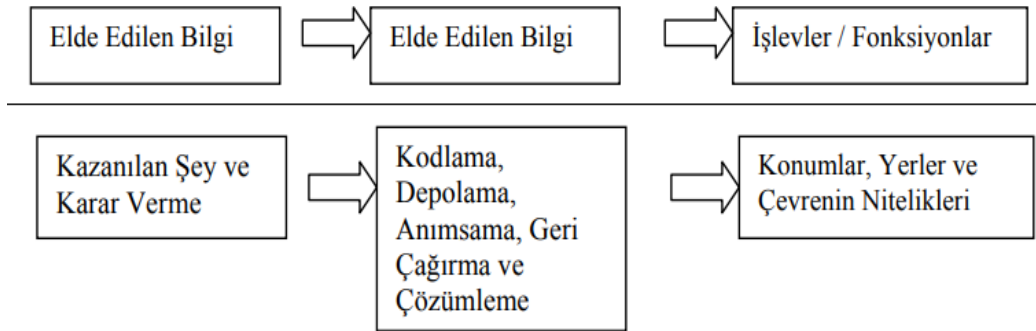 Elde Edilen Bilgi
Elde Edilen Bilgi
İşlevler / Fonksiyonlar
Kazanılan Şey ve
Karar Verme
Kodlama,
Depolama,
Anımsama, Geri
Çağırma ve
Çözümleme
Konumlar, Yerler ve
Çevrenin Nitelikleri